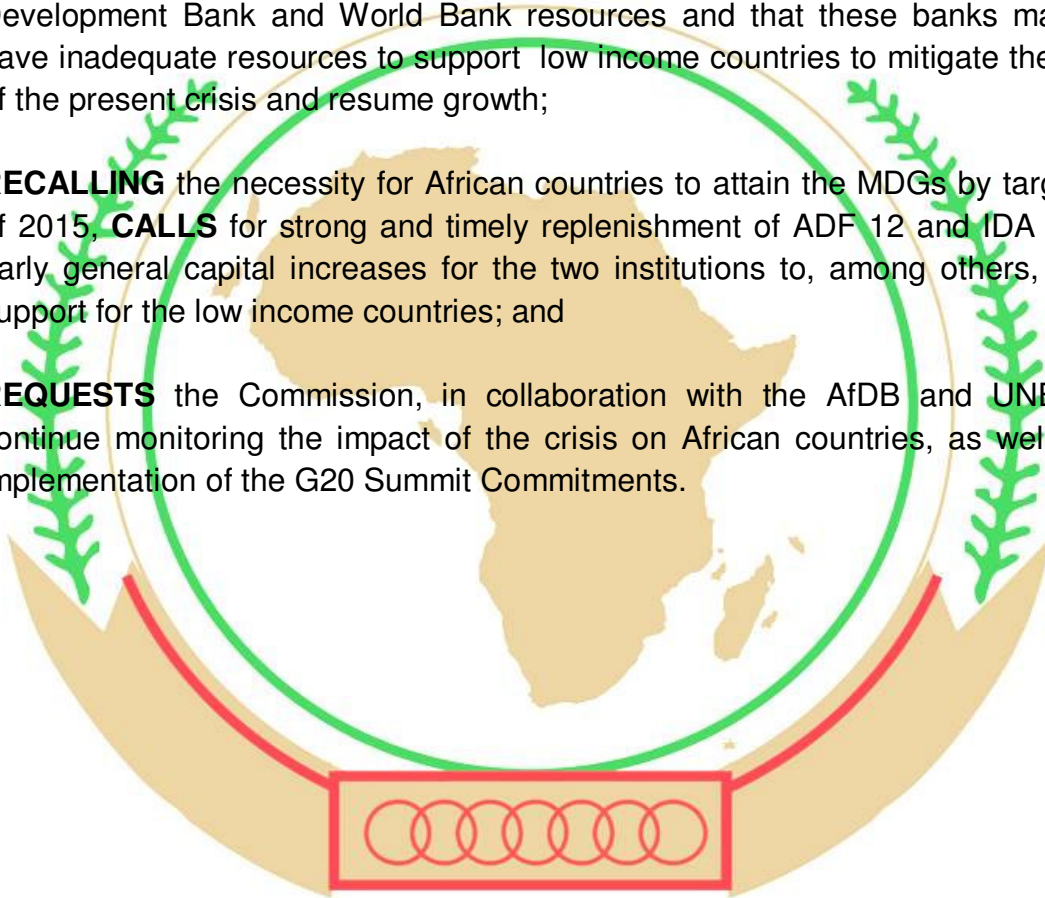 Development Bank and World Bank resources and that these banks ma
ave inadequate resources to support low income countries to mitigate the
f the present crisis and resume growth;
RECALLING the necessity for African countries to attain the MDGs by targ
f 2015, CALLS for strong and timely replenishment of ADF 12 and IDA
arly general capital increases for the two institutions to, among others,
upport for the low income countries; and
REQUESTS the Commission, in collaboration with the AfDB and UNE
ontinue monitoring the impact of the crisis on African countries, as wel
mplementation of the G20 Summit Commitments.